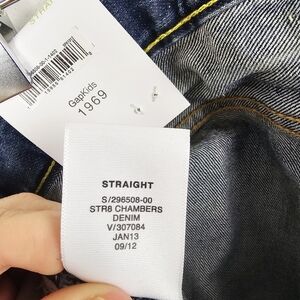 GapKids
1969
STRAIGHT
S/296508-00
STR8 CHAMBERS
DENIM
V/307084
JAN13
09/12